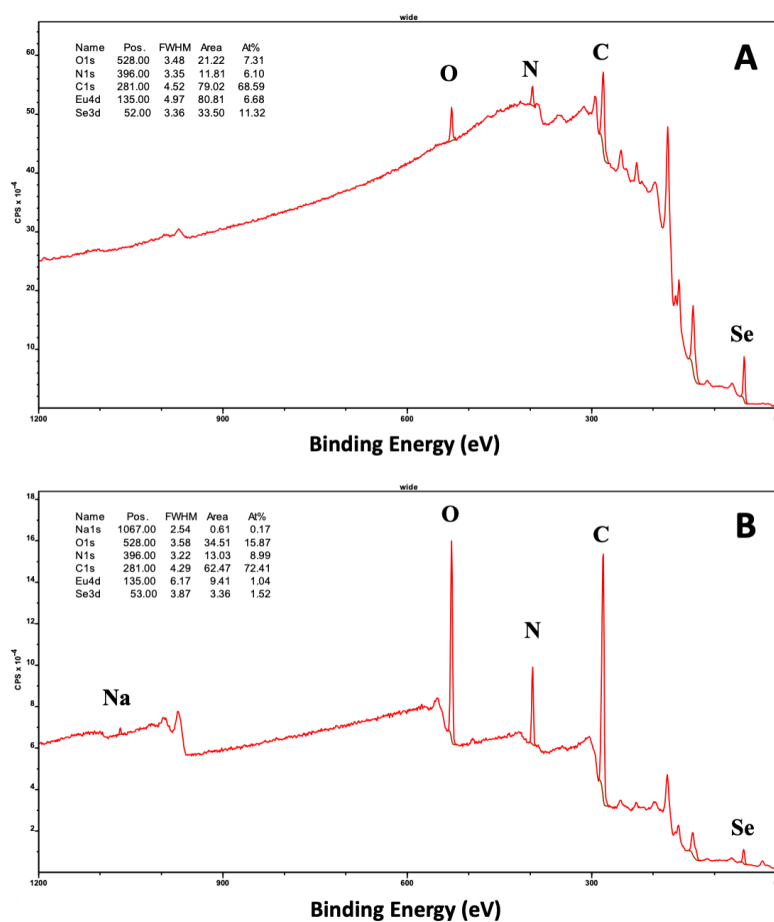 wide
Name Pos. FWHM Area At%
O1s 528.00 3.48 21.22 7.31
N1s 396.00 3.35 11.81 6.10
C1s 281.00 4.52 79.02 68.59
Eu4d 135.00 4.97 80.81 6.68
Se3d 52.00 3.36 33.50 11.32
A
O
N
C
Se
60
50
40
30
20
10
CPS x 10⁻⁴
1200 900 600 300
Binding Energy (eV)
wide
Name Pos. FWHM Area At%
Na1s 1067.00 2.54 0.61 0.17
O1s 528.00 3.58 34.51 15.87
N1s 396.00 3.22 13.03 8.99
C1s 281.00 4.29 62.47 72.41
Eu4d 135.00 6.17 9.41 1.04
Se3d 53.00 3.87 3.36 1.52
B
O
C
N
Na
Se
18
16
14
12
10
8
6
4
2
CPS x 10⁻⁴
1200 900 600 300
Binding Energy (eV)